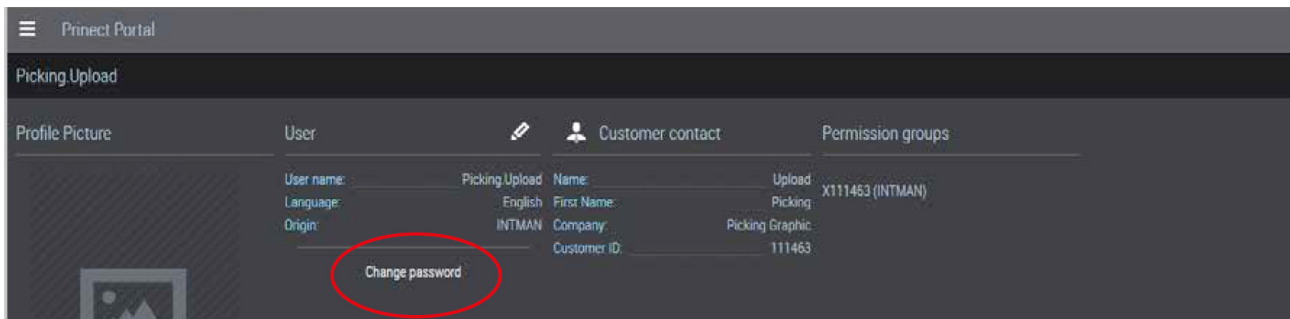 Prinect Portal
Picking.Upload
Profile Picture
User
User name: Picking.Upload
Language: English
Origin: INTMAN
Change password
Customer contact
Name: Upload
First Name: Picking
Company: Picking Graphic
Customer ID: 111463
Permission groups
X111463 (INTMAN)